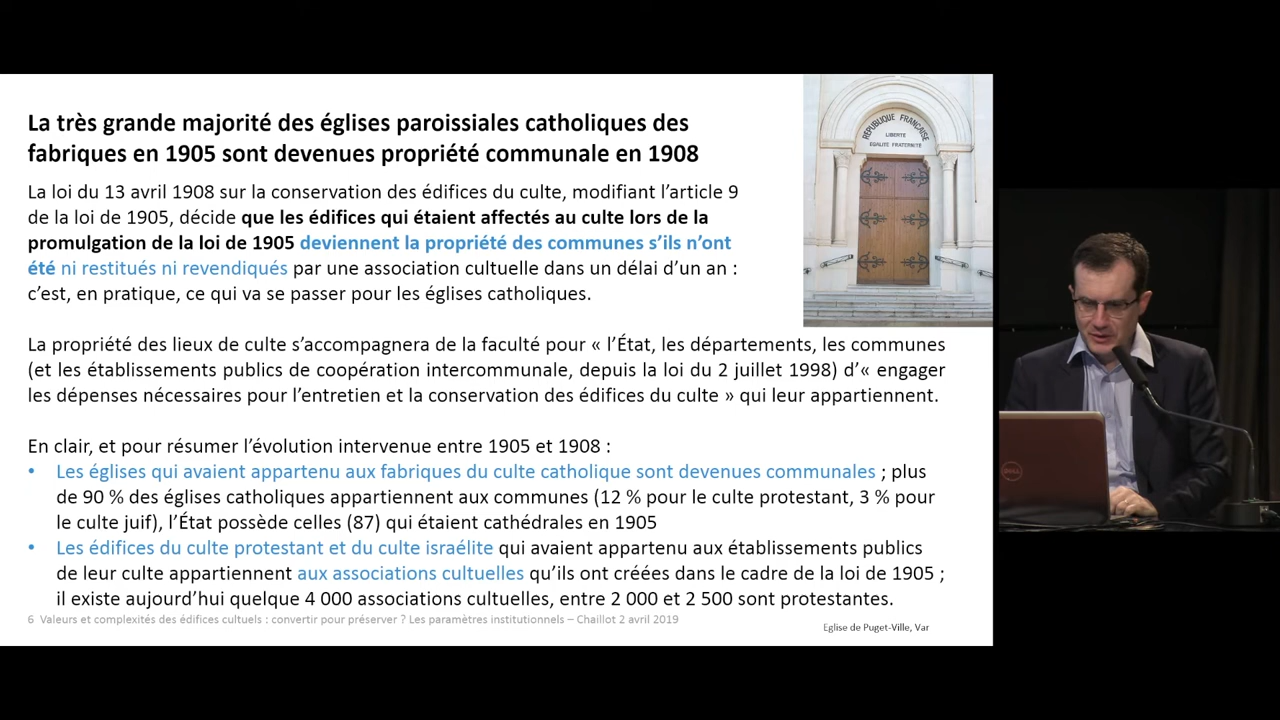 La très grande majorité des églises paroissiales catholiques des
fabriques en 1905 sont devenues propriété communale en 1908
La loi du 13 avril 1908 sur la conservation des édifices du culte, modifiant l’article 9
de la loi de 1905, décide que les édifices qui étaient affectés au culte lors de la
promulgation de la loi de 1905 deviennent la propriété des communes s’ils n’ont
été ni restitués ni revendiqués par une association cultuelle dans un délai d’un an :
c’est, en pratique, ce qui va se passer pour les églises catholiques.
RÉPUBLIQUE FRANÇAISE
LIBERTÉ
EGALITÉ FRATERNITÉ
La propriété des lieux de culte s’accompagnera de la faculté pour « l’État, les départements, les communes
(et les établissements publics de coopération intercommunale, depuis la loi du 2 juillet 1998) d’« engager
les dépenses nécessaires pour l’entretien et la conservation des édifices du culte » qui leur appartiennent.
En clair, et pour résumer l’évolution intervenue entre 1905 et 1908 :
• Les églises qui avaient appartenu aux fabriques du culte catholique sont devenues communales ; plus
de 90 % des églises catholiques appartiennent aux communes (12 % pour le culte protestant, 3 % pour
le culte juif), l’État possède celles (87) qui étaient cathédrales en 1905
• Les édifices du culte protestant et du culte israélite qui avaient appartenu aux établissements publics
de leur culte appartiennent aux associations cultuelles qu’ils ont créées dans le cadre de la loi de 1905 ;
il existe aujourd’hui quelque 4 000 associations cultuelles, entre 2 000 et 2 500 sont protestantes.
6 Valeurs et complexités des édifices cultuels : convertir pour préserver ? Les paramètres institutionnels – Chaillot 2 avril 2019
Eglise de Puget-Ville, Var
DELL